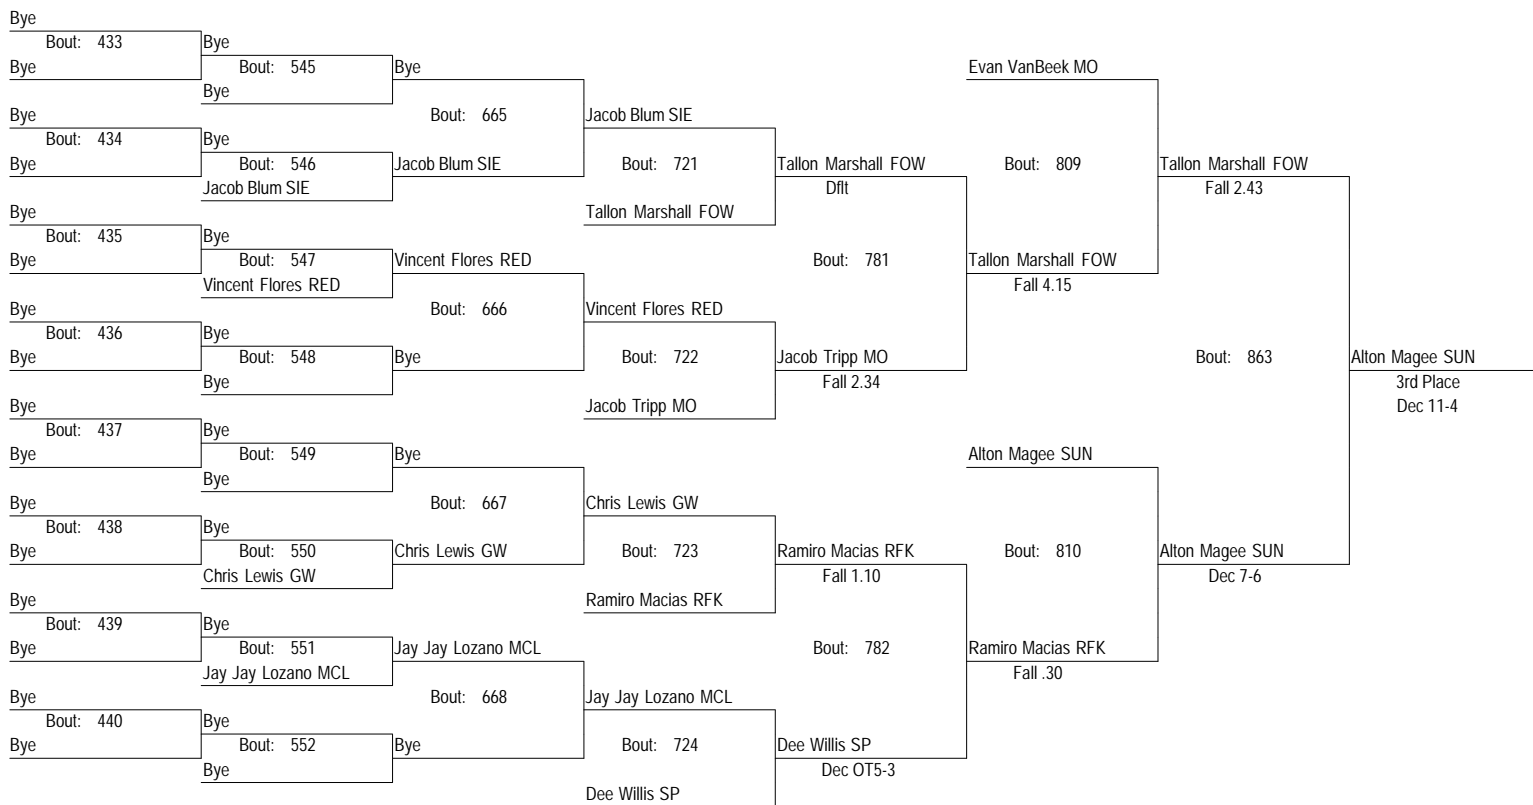 Bye
Bout: 433 Bye
Bye Bout: 545 Bye Evan VanBeek MO
Bye
Bye Bout: 665 Jacob Blum SIE
Bout: 434 Bye
Bye Bout: 546 Jacob Blum SIE Bout: 721 Tallon Marshall FOW Bout: 809 Tallon Marshall FOW
Jacob Blum SIE Dflt Fall 2.43
Bye Tallon Marshall FOW
Bout: 435 Bye
Bye Bout: 547 Vincent Flores RED Bout: 781 Tallon Marshall FOW
Vincent Flores RED Fall 4.15
Bye Bout: 666 Vincent Flores RED
Bout: 436 Bye
Bye Bout: 548 Bye Bout: 722 Jacob Tripp MO Bout: 863 Alton Magee SUN
Bye Fall 2.34 3rd Place
Bye Jacob Tripp MO Dec 11-4
Bout: 437 Bye
Bye Bout: 549 Bye Alton Magee SUN
Bye
Bye Bout: 667 Chris Lewis GW
Bout: 438 Bye
Bye Bout: 550 Chris Lewis GW Bout: 723 Ramiro Macias RFK Bout: 810 Alton Magee SUN
Chris Lewis GW Fall 1.10 Dec 7-6
Bye Ramiro Macias RFK
Bout: 439 Bye
Bye Bout: 551 Jay Jay Lozano MCL Bout: 782 Ramiro Macias RFK
Jay Jay Lozano MCL Fall .30
Bye Bout: 668 Jay Jay Lozano MCL
Bout: 440 Bye
Bye Bout: 552 Bye Bout: 724 Dee Willis SP
Bye Dec OT5-3
Dee Willis SP